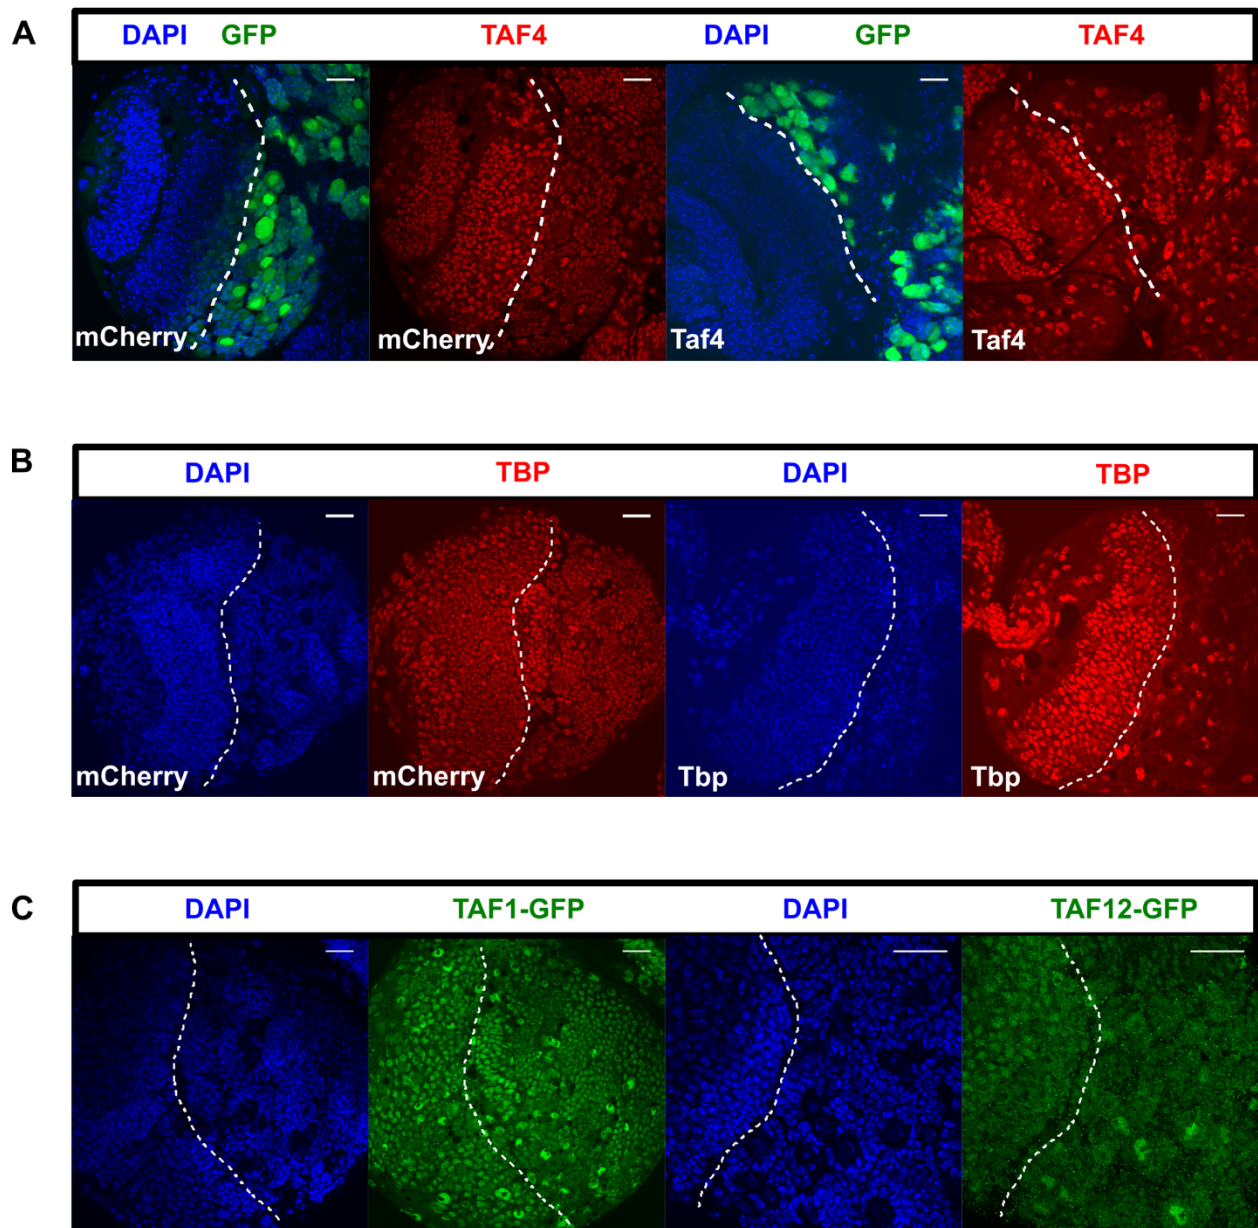 A
DAPI GFP TAF4 DAPI GFP TAF4
mCherry mCherry Taf4 Taf4
B
DAPI TBP DAPI TBP
mCherry mCherry Tbp Tbp
C
DAPI TAF1-GFP DAPI TAF12-GFP